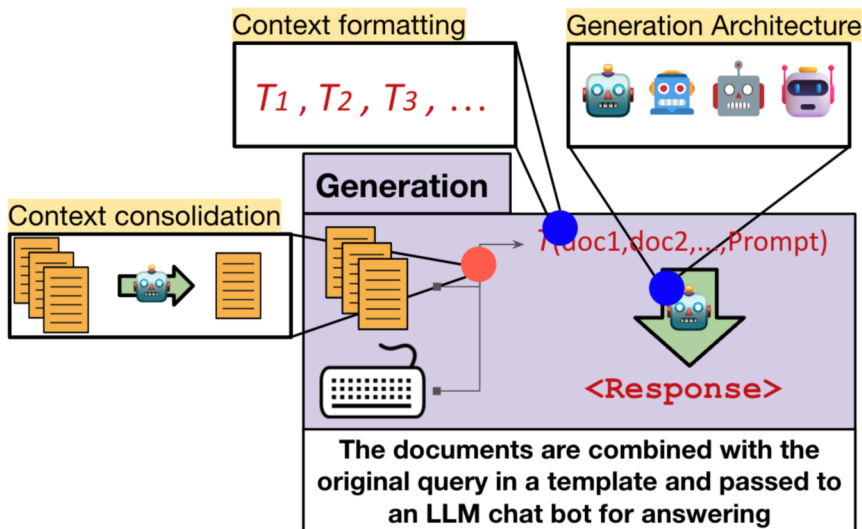 Context formatting
Generation Architecture
T1 , T2 , T3 , ...
Generation
Context consolidation
T(doc1,doc2,...,Prompt)
<Response>
The documents are combined with the
original query in a template and passed to
an LLM chat bot for answering